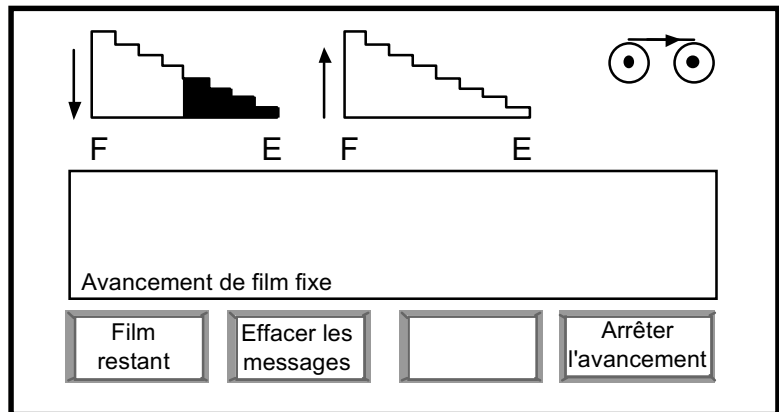 F E F E
Avancement de film fixe
Film
restant
Effacer les
messages
Arrêter
l'avancement